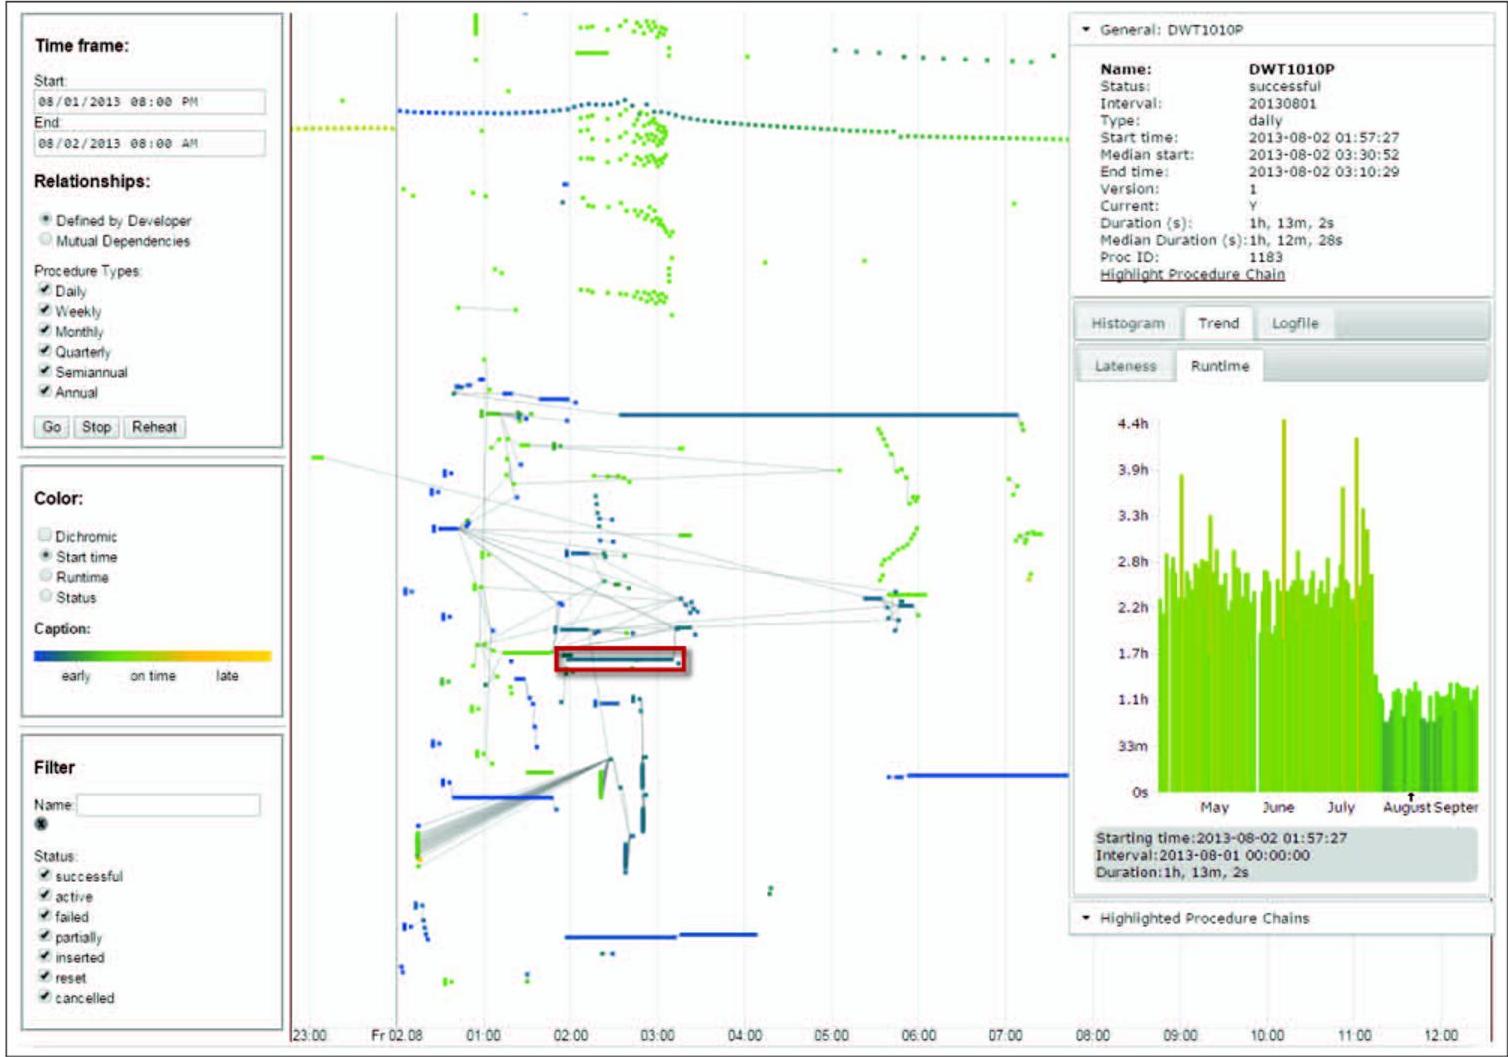 Time frame:
Start:
08/01/2013 08:00 PM
End:
08/02/2013 08:00 AM
Relationships:
Defined by Developer
Mutual Dependencies
Procedure Types:
Daily
Weekly
Monthly
Quarterly
Semiannual
Annual
Go Stop Reheat
Color:
Dichromic
Start time
Runtime
Status
Caption:
early on time late
Filter
Name:
Status:
successful
active
failed
partially
inserted
reset
cancelled
23:00 Fr 02.08 01:00 02:00 03:00 04:00 05:00 06:00 07:00 08:00 09:00 10:00 11:00 12:00
General: DWT1010P
Name: DWT1010P
Status: successful
Interval: 20130801
Type: daily
Start time: 2013-08-02 01:57:27
Median start: 2013-08-02 03:30:52
End time: 2013-08-02 03:10:29
Version: 1
Current: Y
Duration (s): 1h, 13m, 2s
Median Duration (s):1h, 12m, 28s
Proc ID: 1183
Highlight Procedure Chain
Histogram Trend Logfile
Lateness Runtime
4.4h
3.9h
3.3h
2.8h
2.2h
1.7h
1.1h
33m
0s
May June July August Septer
Starting time:2013-08-02 01:57:27
Interval:2013-08-01 00:00:00
Duration:1h, 13m, 2s
Highlighted Procedure Chains